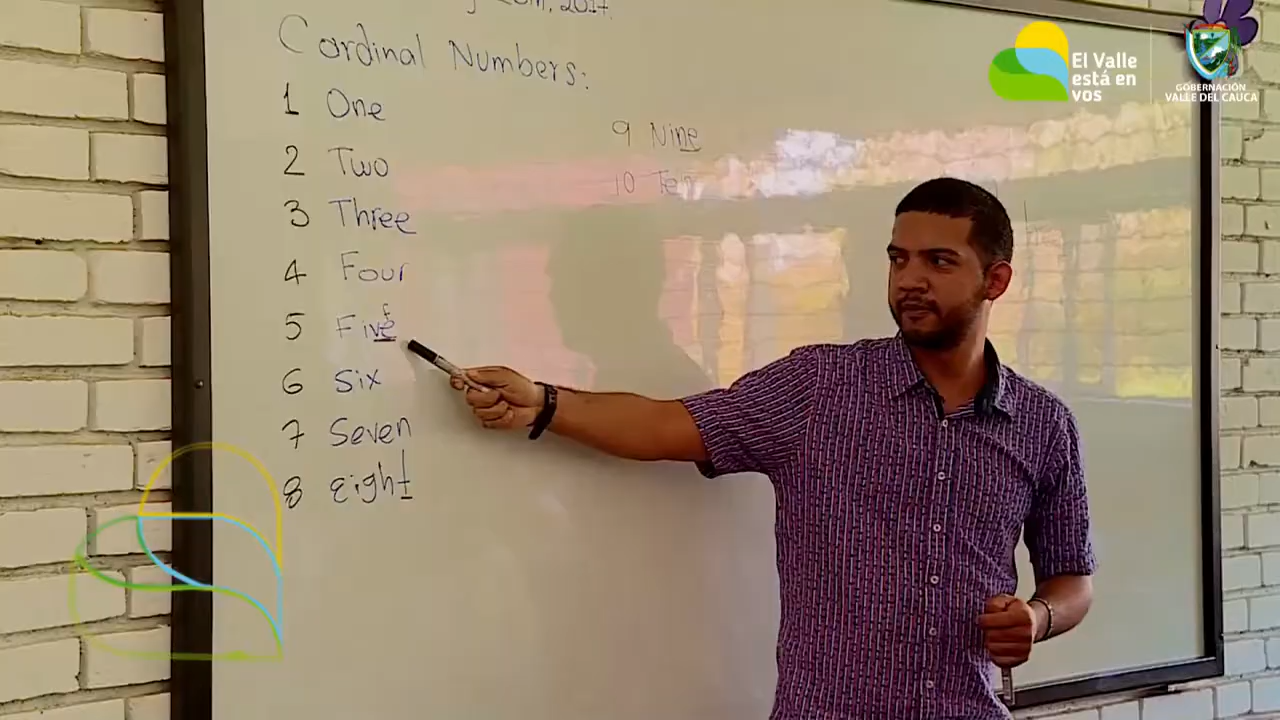 2017.
Cardinal Numbers:
1 One
2 Two
3 Three
4 Four
f
5 Five
6 Six
7 Seven
8 eight
9 Nine
10 Ten
El Valle
está en
vos
GOBERNACIÓN
VALLE DEL CAUCA